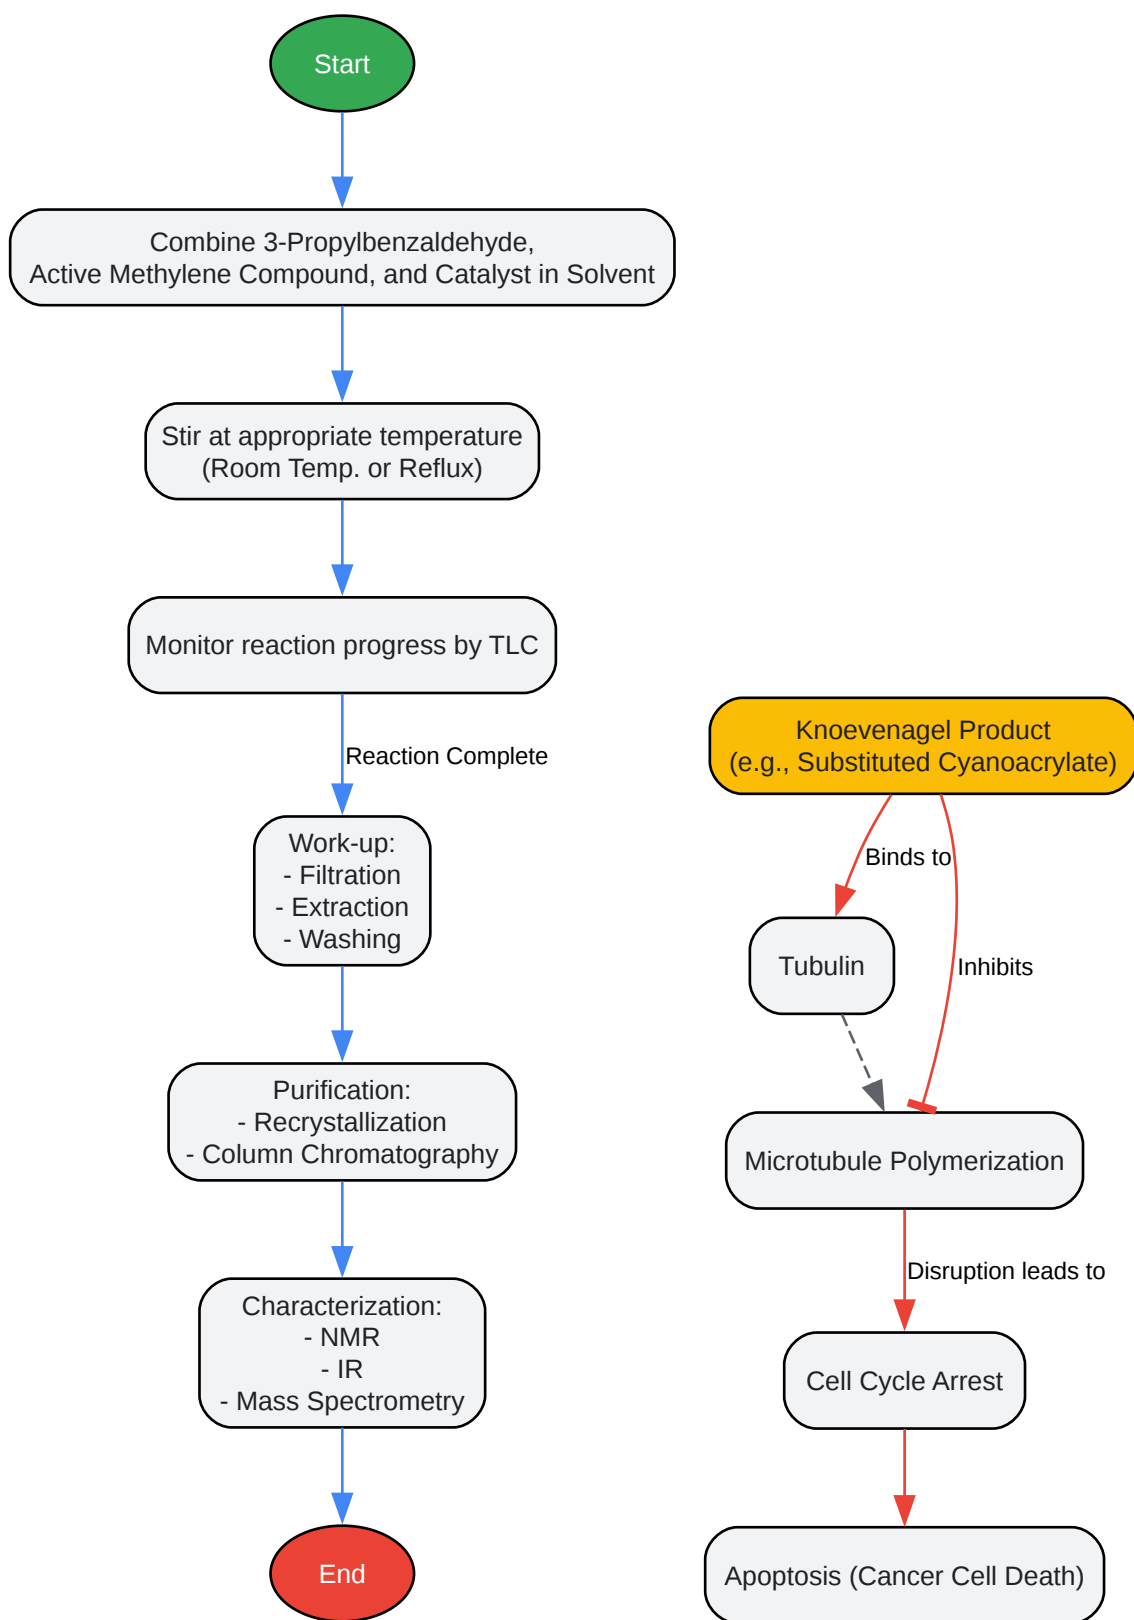 Start
Combine 3-Propylbenzaldehyde,
Active Methylene Compound, and Catalyst in Solvent
Stir at appropriate temperature
(Room Temp. or Reflux)
Monitor reaction progress by TLC
Reaction Complete
Work-up:
- Filtration
- Extraction
- Washing
Purification:
- Recrystallization
- Column Chromatography
Characterization:
- NMR
- IR
- Mass Spectrometry
End
Knoevenagel Product
(e.g., Substituted Cyanoacrylate)
Binds to
Tubulin
Inhibits
Microtubule Polymerization
Disruption leads to
Cell Cycle Arrest
Apoptosis (Cancer Cell Death)